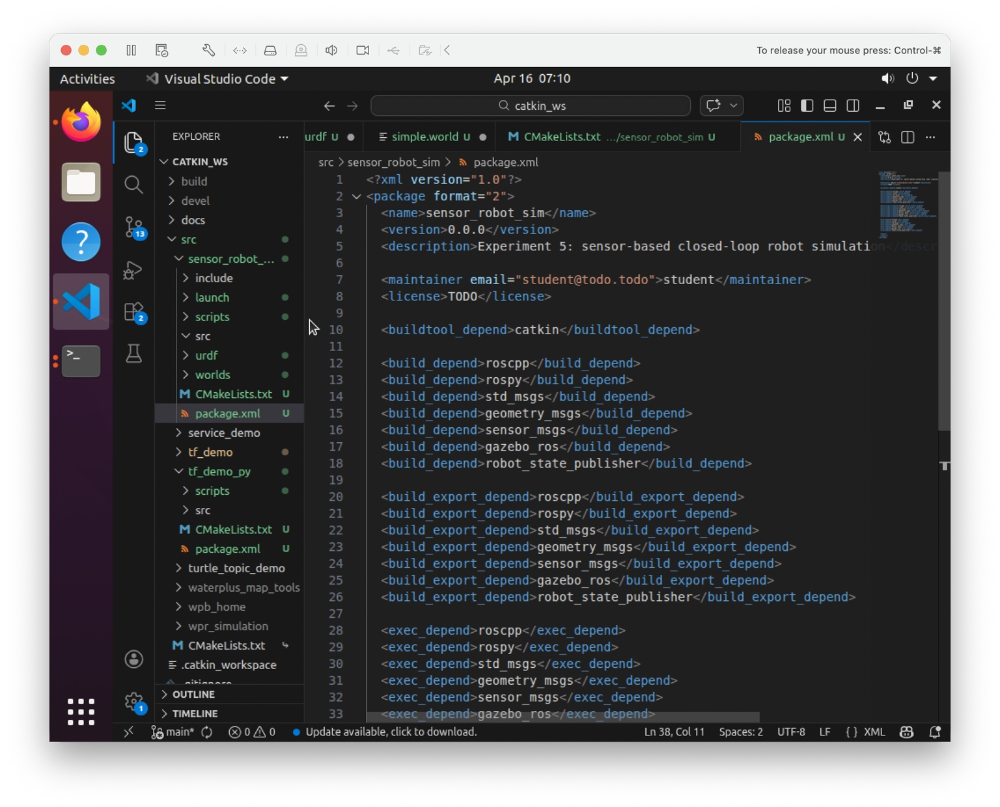 To release your mouse press: Control-⌘
Activities
Visual Studio Code
Apr 16 07:10
catkin_ws
EXPLORER
urdf U
simple.world U
CMakeLists.txt .../sensor_robot_sim U
package.xml U
2
13
2
1
CATKIN_WS
build
devel
docs
src
sensor_robot_...
include
launch
scripts
src
urdf
worlds
CMakeLists.txt U
package.xml U
service_demo
tf_demo
tf_demo_py
scripts
src
CMakeLists.txt U
package.xml U
turtle_topic_demo
waterplus_map_tools
wpb_home
wpr_simulation
CMakeLists.txt
.catkin_workspace
.gitignore
OUTLINE
TIMELINE
src > sensor_robot_sim > package.xml
1 <?xml version="1.0"?>
2 <package format="2">
3 <name>sensor_robot_sim</name>
4 <version>0.0.0</version>
5 <description>Experiment 5: sensor-based closed-loop robot simulation</descr
6
7 <maintainer email="student@todo.todo">student</maintainer>
8 <license>TODO</license>
9
10 <buildtool_depend>catkin</buildtool_depend>
11
12 <build_depend>roscpp</build_depend>
13 <build_depend>rospy</build_depend>
14 <build_depend>std_msgs</build_depend>
15 <build_depend>geometry_msgs</build_depend>
16 <build_depend>sensor_msgs</build_depend>
17 <build_depend>gazebo_ros</build_depend>
18 <build_depend>robot_state_publisher</build_depend>
19
20 <build_export_depend>roscpp</build_export_depend>
21 <build_export_depend>rospy</build_export_depend>
22 <build_export_depend>std_msgs</build_export_depend>
23 <build_export_depend>geometry_msgs</build_export_depend>
24 <build_export_depend>sensor_msgs</build_export_depend>
25 <build_export_depend>gazebo_ros</build_export_depend>
26 <build_export_depend>robot_state_publisher</build_export_depend>
27
28 <exec_depend>roscpp</exec_depend>
29 <exec_depend>rospy</exec_depend>
30 <exec_depend>std_msgs</exec_depend>
31 <exec_depend>geometry_msgs</exec_depend>
32 <exec_depend>sensor_msgs</exec_depend>
33 <exec_depend>gazebo_ros</exec_depend>
main*
0
0
Update available, click to download.
Ln 38, Col 11
Spaces: 2
UTF-8
LF
{ } XML